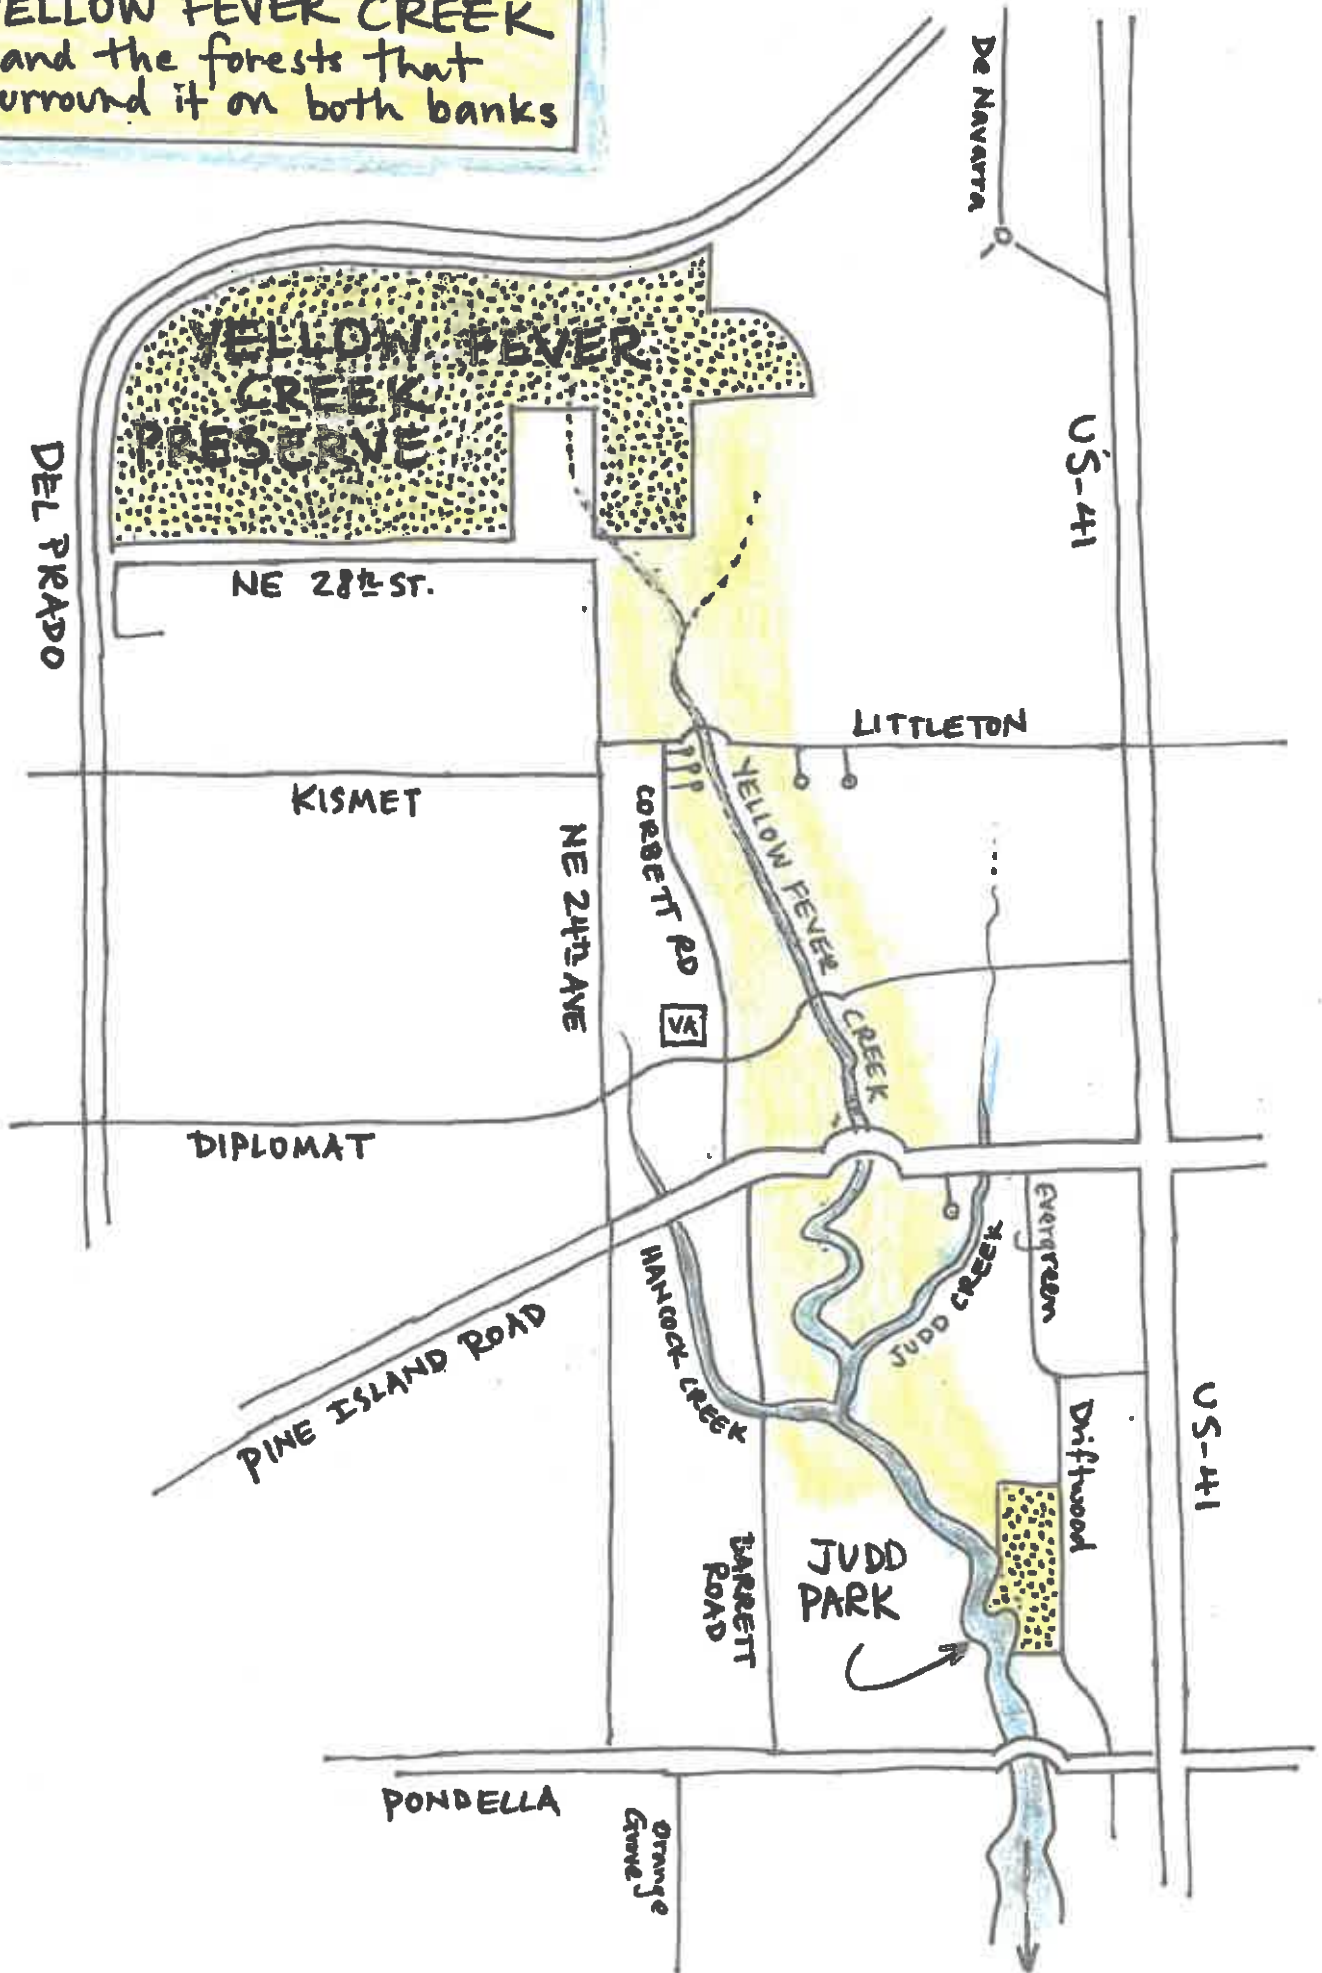 ELLOW FEVER CREEK
and the forests that
urround it on both banks
De Navarra
YELLOW FEVER
CREEK
PRESERVE
US-41
DEL PRADO
NE 28th ST.
LITTLETON
KISMET
CORBETT RD
YELLOW FEVER
CREEK
NE 24th AVE
VA
DIPLOMAT
Evergreen
HANCOCK CREEK
JUDD CREEK
PINE ISLAND ROAD
US-41
Driftwood
JUDD
PARK
BARRETT
ROAD
PONDELLA
Orange
Grove